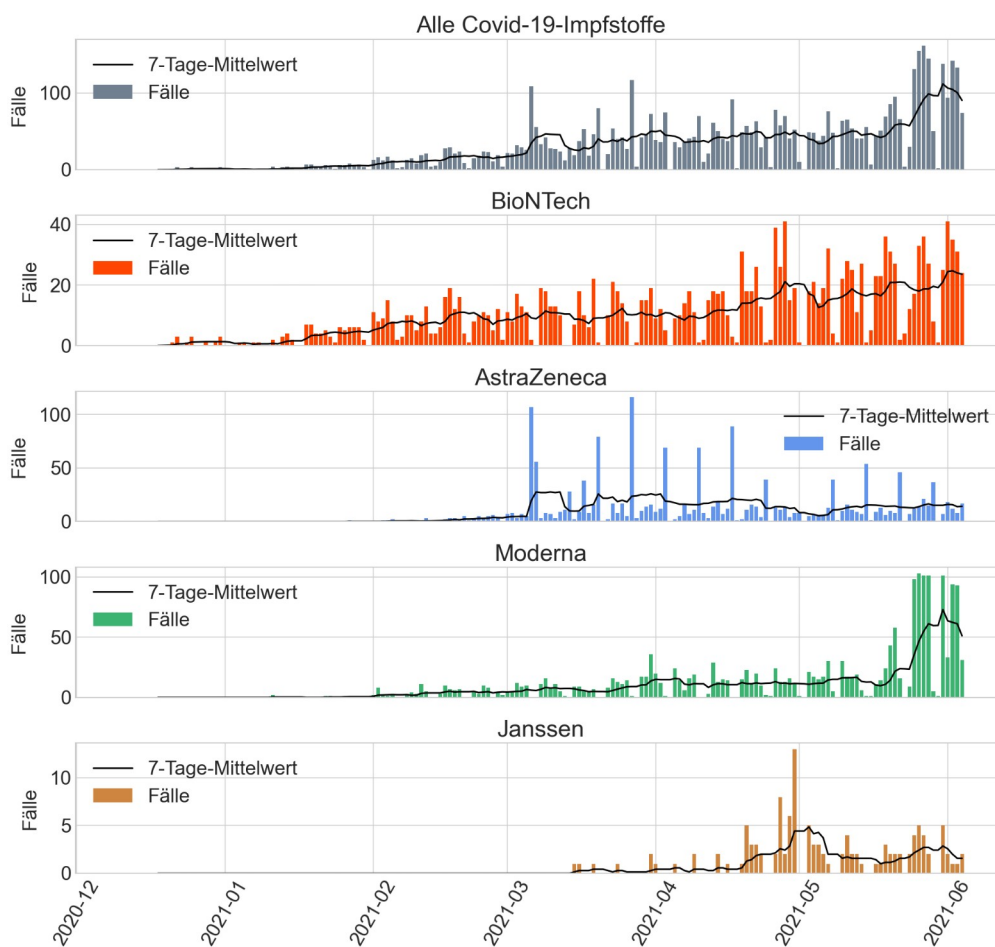 Alle Covid-19-Impfstoffe
Fälle
100
0
7-Tage-Mittelwert
Fälle
BioNTech
Fälle
40
20
0
7-Tage-Mittelwert
Fälle
AstraZeneca
Fälle
100
50
0
7-Tage-Mittelwert
Fälle
Moderna
Fälle
100
50
0
7-Tage-Mittelwert
Fälle
Janssen
Fälle
10
5
0
7-Tage-Mittelwert
Fälle
2020-12
2021-01
2021-02
2021-03
2021-04
2021-05
2021-06